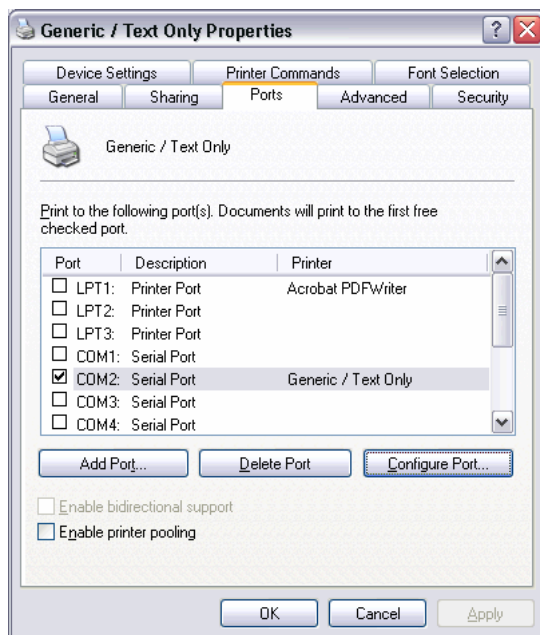 Generic / Text Only Properties
Device Settings Printer Commands Font Selection
General Sharing Ports Advanced Security
Generic / Text Only
Print to the following port(s). Documents will print to the first free
checked port.
Port Description Printer
LPT1: Printer Port Acrobat PDFWriter
LPT2: Printer Port
LPT3: Printer Port
COM1: Serial Port
COM2: Serial Port Generic / Text Only
COM3: Serial Port
COM4: Serial Port
Add Port... Delete Port Configure Port...
Enable bidirectional support
Enable printer pooling
OK Cancel Apply